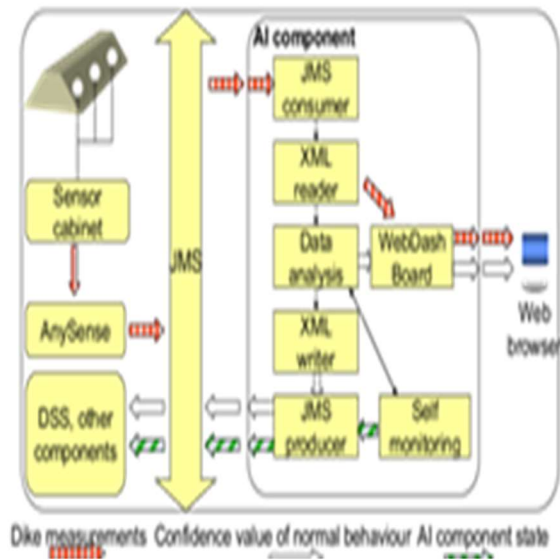 AI component
JMS
consumer
XML
reader
Sensor
cabinet
JMS
Data
analysis
WebDash
Board
Web
browser
AnySense
XML
writer
DSS, other
components
JMS
producer
Self
monitoring
Dike measurements Confidence value of normal behaviour AI component state